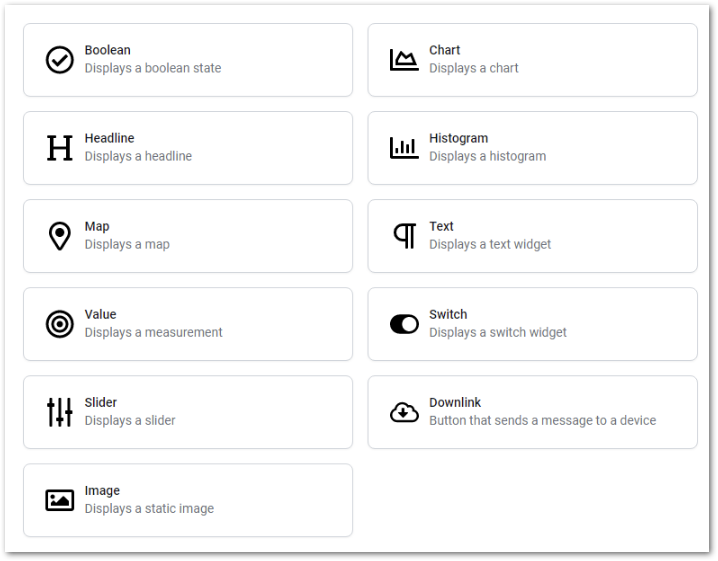 Boolean
Displays a boolean state
Chart
Displays a chart
Headline
Displays a headline
Histogram
Displays a histogram
Map
Displays a map
Text
Displays a text widget
Value
Displays a measurement
Switch
Displays a switch widget
Slider
Displays a slider
Downlink
Button that sends a message to a device
Image
Displays a static image